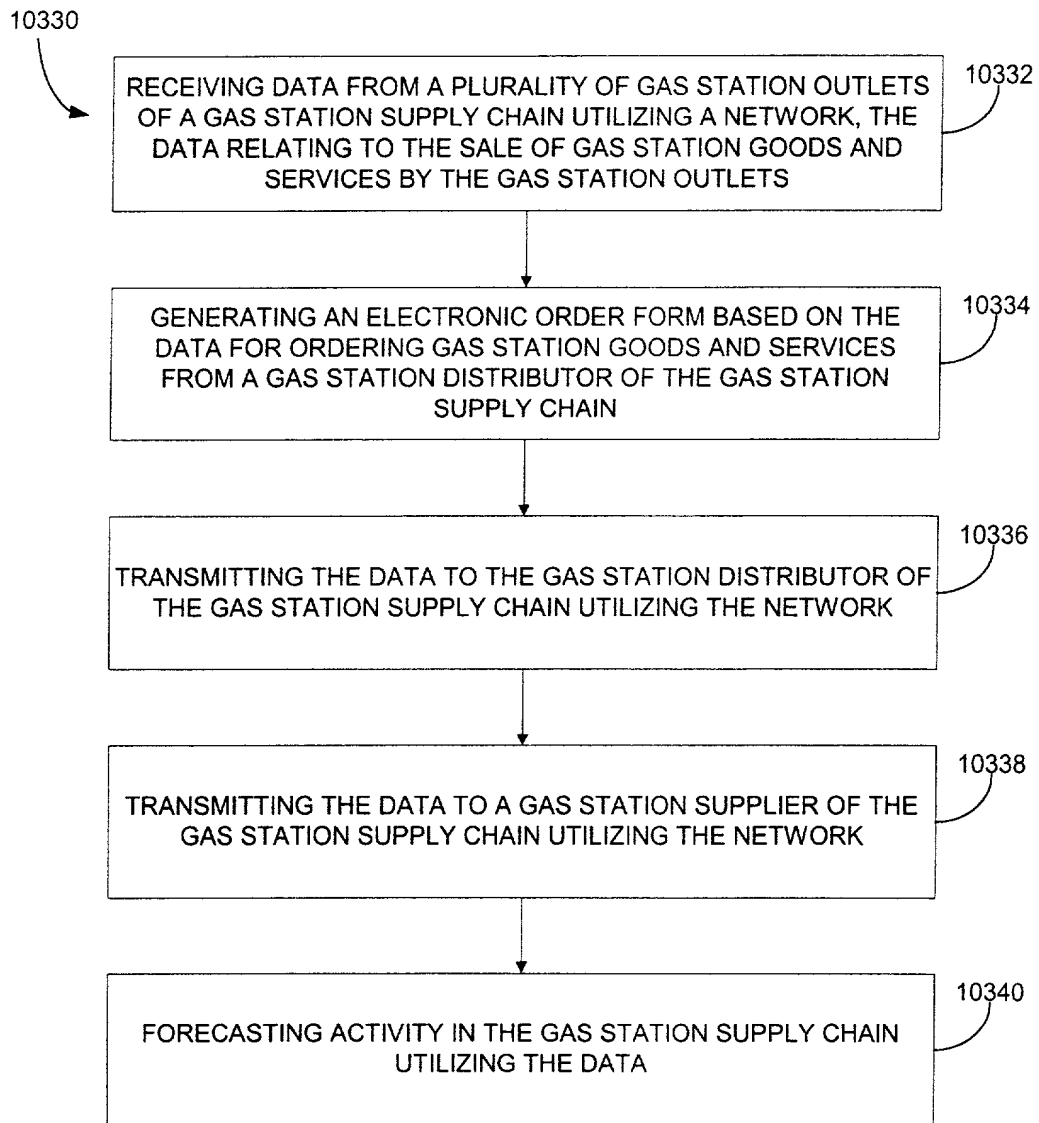 10330
RECEIVING DATA FROM A PLURALITY OF GAS STATION OUTLETS
OF A GAS STATION SUPPLY CHAIN UTILIZING A NETWORK, THE
DATA RELATING TO THE SALE OF GAS STATION GOODS AND
SERVICES BY THE GAS STATION OUTLETS
10332
GENERATING AN ELECTRONIC ORDER FORM BASED ON THE
DATA FOR ORDERING GAS STATION GOODS AND SERVICES
FROM A GAS STATION DISTRIBUTOR OF THE GAS STATION
SUPPLY CHAIN
10334
TRANSMITTING THE DATA TO THE GAS STATION DISTRIBUTOR OF
THE GAS STATION SUPPLY CHAIN UTILIZING THE NETWORK
10336
TRANSMITTING THE DATA TO A GAS STATION SUPPLIER OF THE
GAS STATION SUPPLY CHAIN UTILIZING THE NETWORK
10338
FORECASTING ACTIVITY IN THE GAS STATION SUPPLY CHAIN
UTILIZING THE DATA
10340